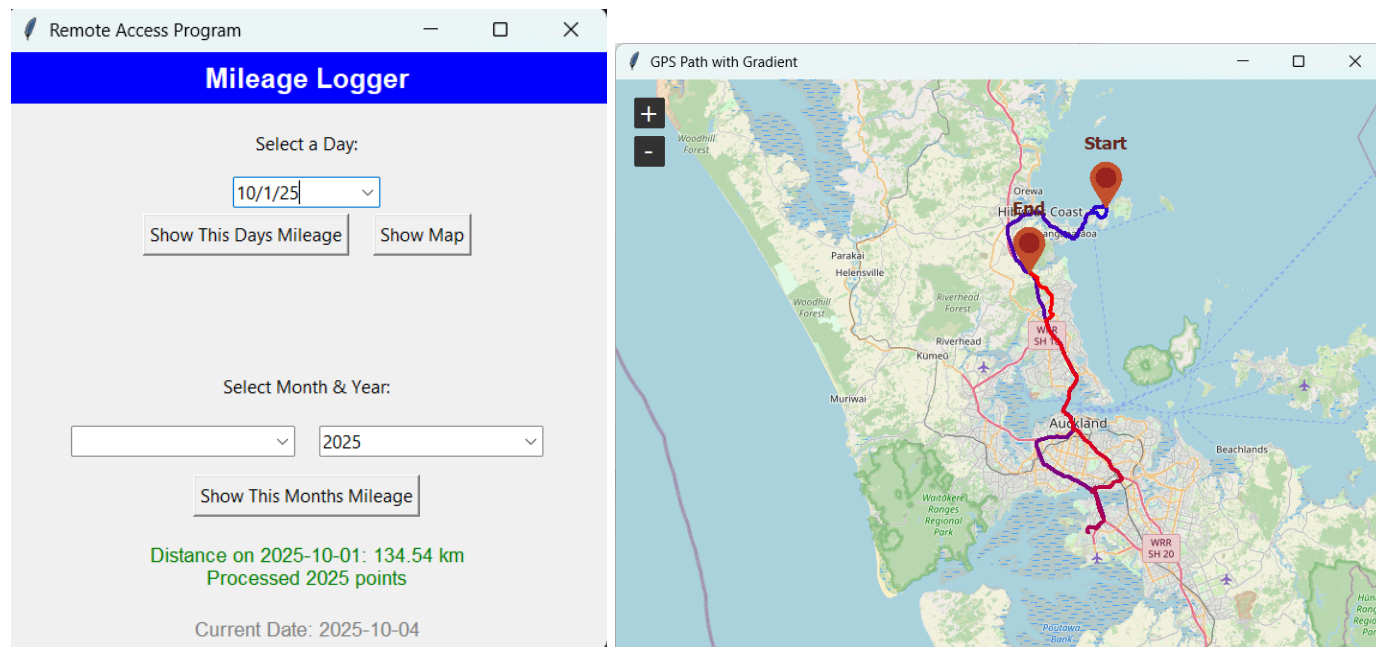 Remote Access Program
Mileage Logger
Select a Day:
10/1/25
Show This Days Mileage
Show Map
Select Month & Year:
2025
Show This Months Mileage
Distance on 2025-10-01: 134.54 km
Processed 2025 points
Current Date: 2025-10-04
GPS Path with Gradient
+
-
Woodhill
Forest
Start
Orewa
End
Coast
Parakai
Helensville
Woodhill
Forest
Riverhead
Forest
WRR
Riverhead
Kumeū
Muriwai
Auckland
Beachlands
Waitākere
Ranges
Regional
Park
WRR
SH 20
Poutawa
Bank